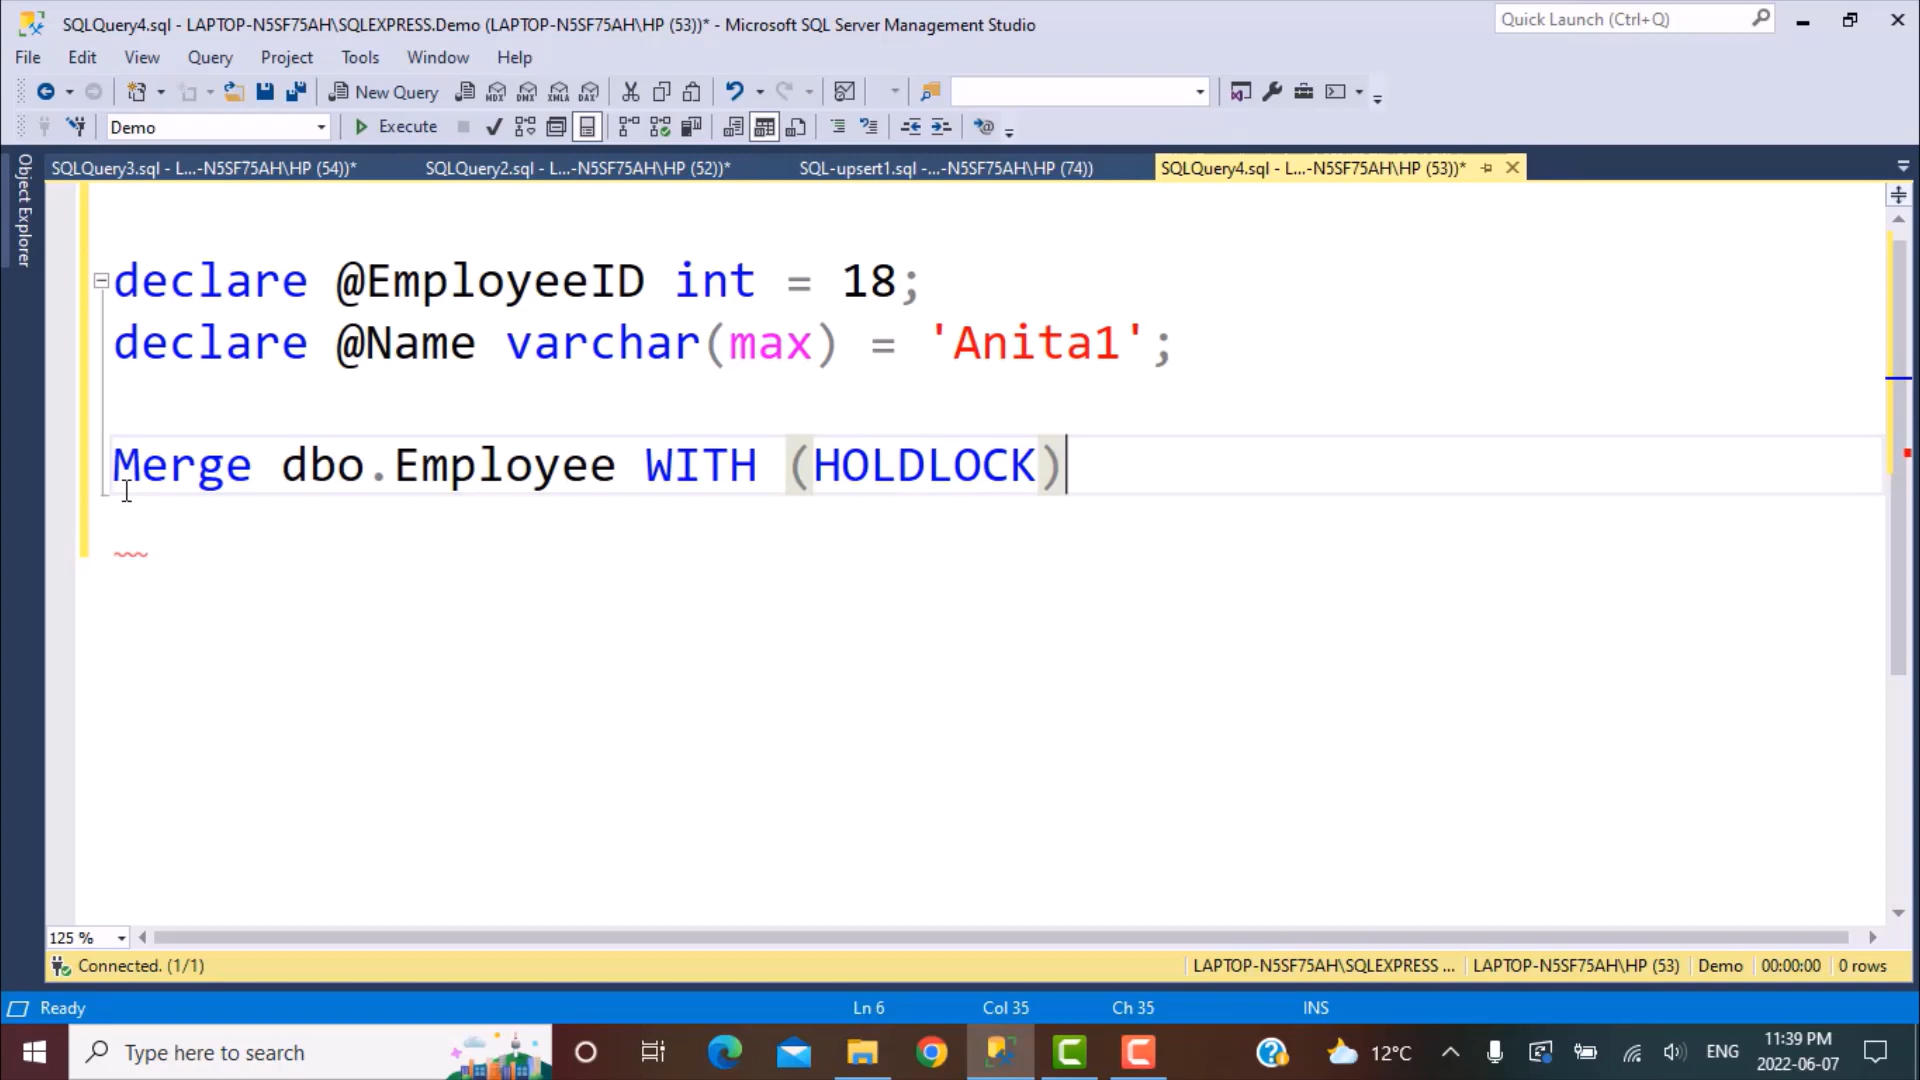 SQLQuery4.sql - LAPTOP-N5SF75AH\SQLEXPRESS.Demo (LAPTOP-N5SF75AH\HP (53))* - Microsoft SQL Server Management Studio
Quick Launch (Ctrl+Q)
File Edit View Query Project Tools Window Help
New Query MDX DMX XMLA DAX
Demo Execute
Object Explorer
SQLQuery3.sql - L...-N5SF75AH\HP (54))* SQLQuery2.sql - L...-N5SF75AH\HP (52))* SQL-upsert1.sql -...-N5SF75AH\HP (74)) SQLQuery4.sql - L...-N5SF75AH\HP (53))*
declare @EmployeeID int = 18;
declare @Name varchar(max) = 'Anita1';
Merge dbo.Employee WITH (HOLDLOCK)
125 %
Connected. (1/1) LAPTOP-N5SF75AH\SQLEXPRESS ... LAPTOP-N5SF75AH\HP (53) Demo 00:00:00 0 rows
Ready Ln 6 Col 35 Ch 35 INS
Type here to search 12°C ENG 11:39 PM
2022-06-07